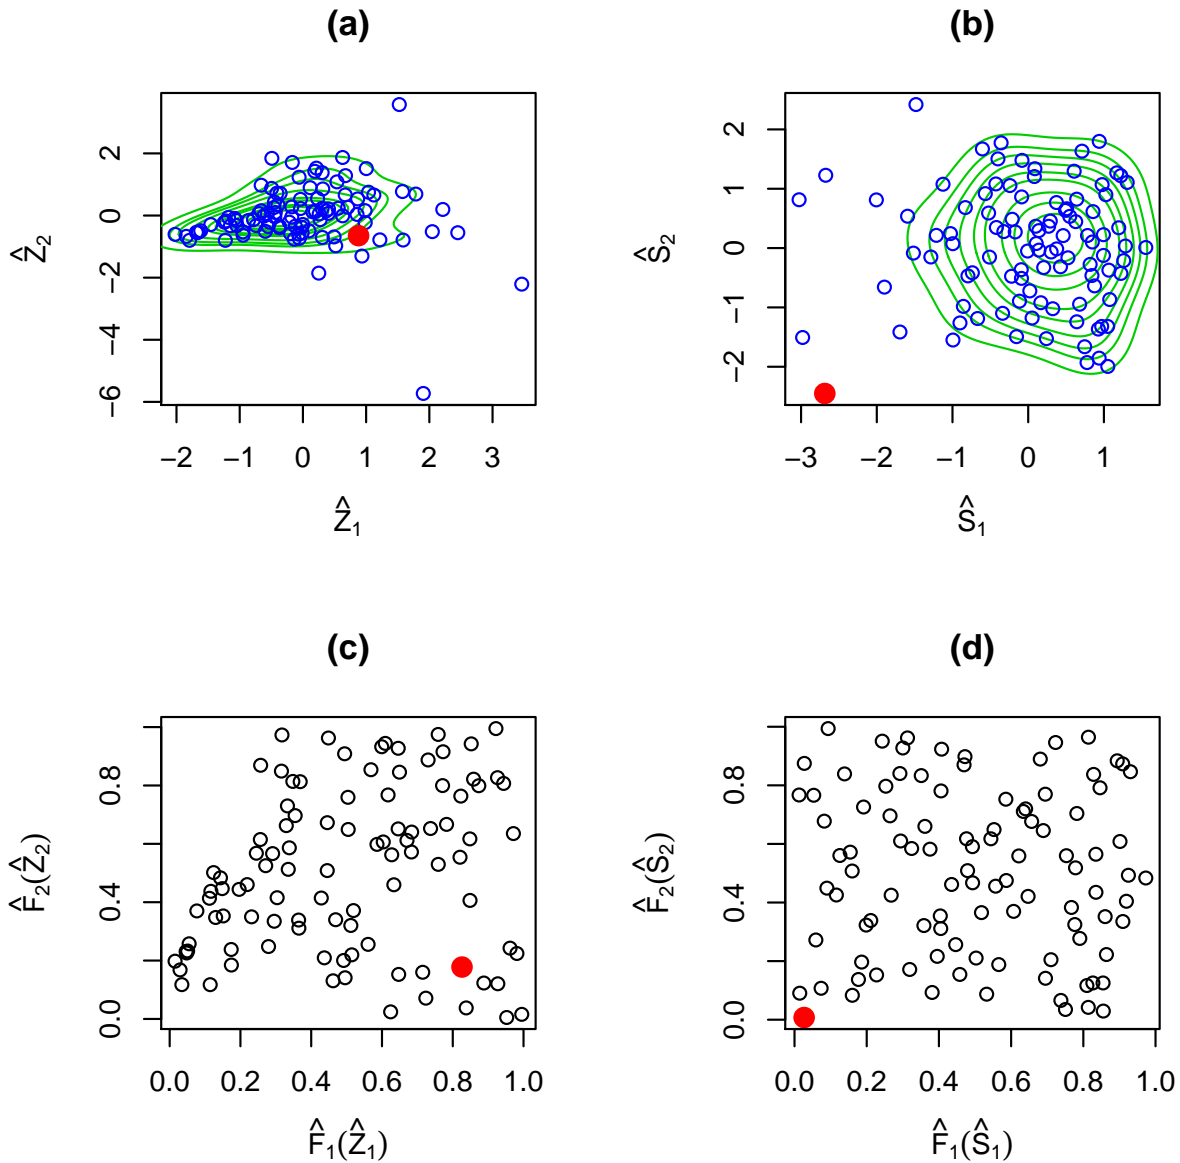 (a)
2
0
−2
−4
−6
Ẑ₂
−2 −1 0 1 2 3
Ẑ₁
(b)
2
1
0
−1
−2
Ŝ₂
−3 −2 −1 0 1
Ŝ₁
(c)
0.8
0.4
0.0
F̂₂(Ẑ₂)
0.0 0.2 0.4 0.6 0.8 1.0
F̂₁(Ẑ₁)
(d)
0.8
0.4
0.0
F̂₂(Ŝ₂)
0.0 0.2 0.4 0.6 0.8 1.0
F̂₁(Ŝ₁)